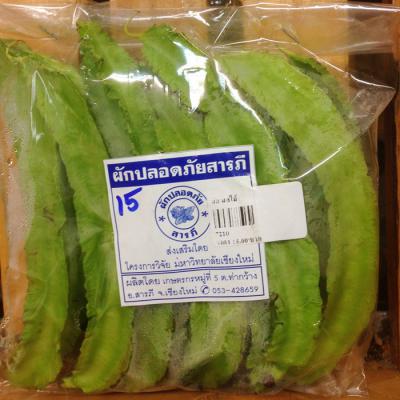 ผักปลอดภัยสารภี
15
ผักปลอดภัย
สารภี
ส่งเสริมโดย
โครงการวิจัย มหาวิทยาลัยเชียงใหม่
ผลิตโดย เกษตรกรหมู่ที่ 5 ต.ท่ากว้าง
อ.สารภี จ.เชียงใหม่ 053-428659